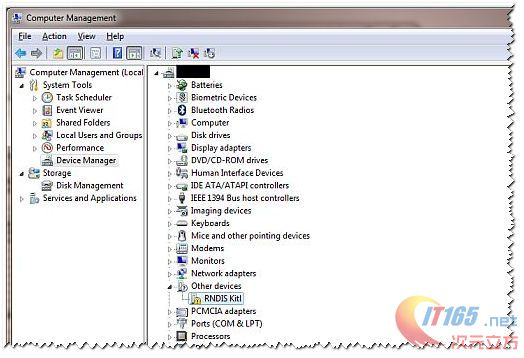 Computer Management
File Action View Help
Computer Management (Local
System Tools
Task Scheduler
Event Viewer
Shared Folders
Local Users and Groups
Performance
Device Manager
Storage
Disk Management
Services and Applications
Batteries
Biometric Devices
Bluetooth Radios
Computer
Disk drives
Display adapters
DVD/CD-ROM drives
Human Interface Devices
IDE ATA/ATAPI controllers
IEEE 1394 Bus host controllers
Imaging devices
Keyboards
Mice and other pointing devices
Modems
Monitors
Network adapters
Other devices
RNDIS Kitl
PCMCIA adapters
Ports (COM & LPT)
Processors
IT165.net